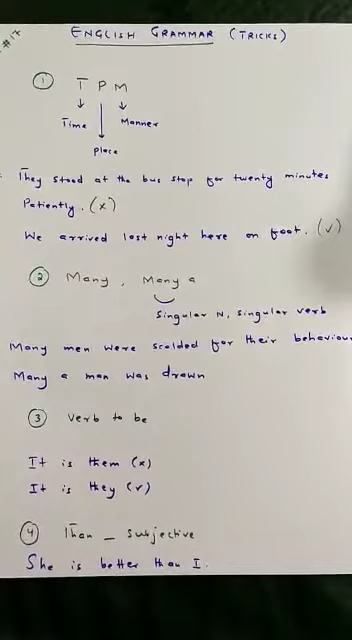 #17
ENGLISH GRAMMAR (TRICKS)
1 T P M
Time Manner
Place
They stood at the bus stop for twenty minutes
Patiently. (x)
We arrived last night here on foot. (√)
2 Many, Many a
Singular N, singular verb
Many men were scolded for their behaviour
Many a man was drawn
3 Verb to be
It is them (x)
It is they (√)
4 Than _ subjective
She is better than I.